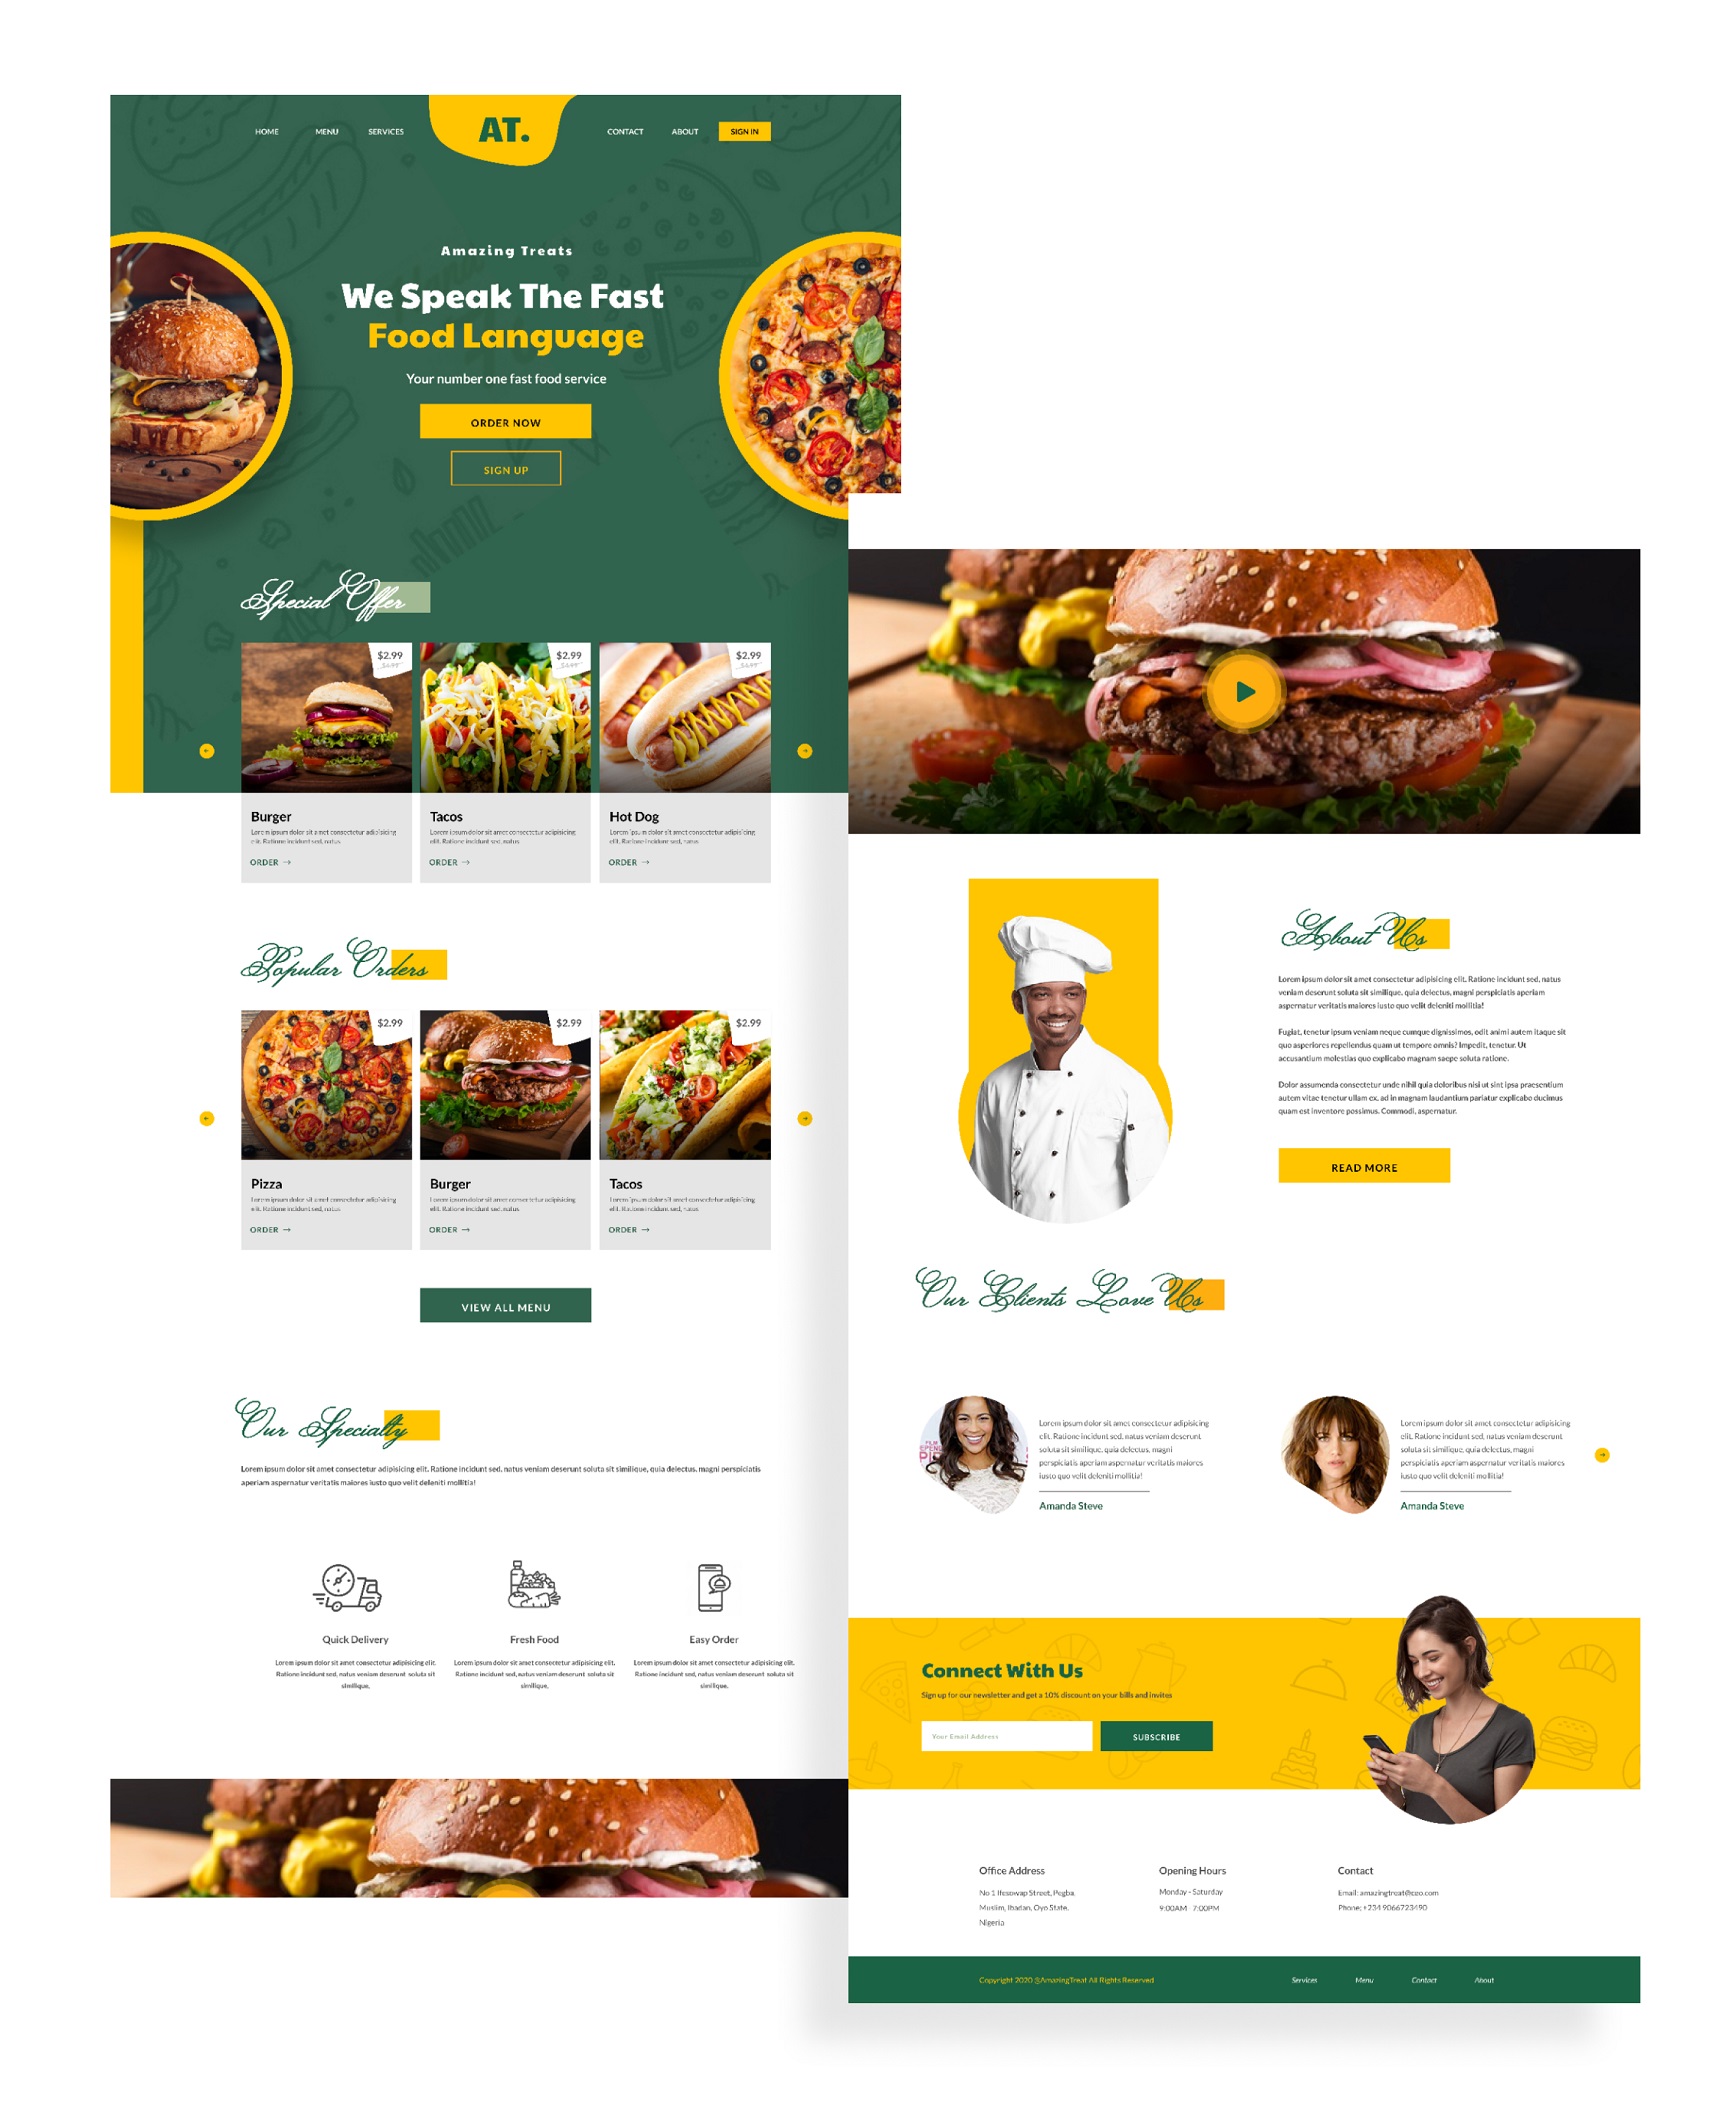 HOME MENU SERVICES AT. CONTACT ABOUT SIGN IN
Amazing Treats
We Speak The Fast
Food Language
Your number one fast food service
ORDER NOW
SIGN UP
Special Offer
$2.99 $2.99 $2.99
Burger
Lorem ipsum dolor sit amet consectetur adipisicing
elit. Ratione incidunt sed, natus
ORDER →
Tacos
Lorem ipsum dolor sit amet consectetur adipisicing
elit. Ratione incidunt sed, natus
ORDER →
Hot Dog
Lorem ipsum dolor sit amet consectetur adipisicing
elit. Ratione incidunt sed, natus
ORDER →
Popular Orders
$2.99 $2.99 $2.99
Pizza
Lorem ipsum dolor sit amet consectetur adipisicing
elit. Ratione incidunt sed, natus
ORDER →
Burger
Lorem ipsum dolor sit amet consectetur adipisicing
elit. Ratione incidunt sed, natus
ORDER →
Tacos
Lorem ipsum dolor sit amet consectetur adipisicing
elit. Ratione incidunt sed, natus
ORDER →
VIEW ALL MENU
Our Specialty
Lorem ipsum dolor sit amet consectetur adipisicing elit. Ratione incidunt sed, natus veniam deserunt soluta sit similique, quia delectus, magni perspiciatis
aperiam aspernatur veritatis maiores iusto quo velit deleniti mollitia!
Quick Delivery
Lorem ipsum dolor sit amet consectetur adipisicing elit.
Ratione incidunt sed, natus veniam deserunt soluta sit
similique,
Fresh Food
Lorem ipsum dolor sit amet consectetur adipisicing elit.
Ratione incidunt sed, natus veniam deserunt soluta sit
similique,
Easy Order
Lorem ipsum dolor sit amet consectetur adipisicing elit.
Ratione incidunt sed, natus veniam deserunt soluta sit
similique,
About Us
Lorem ipsum dolor sit amet consectetur adipisicing elit. Ratione incidunt sed, natus
veniam deserunt soluta sit similique, quia delectus, magni perspiciatis aperiam
aspernatur veritatis maiores iusto quo velit deleniti mollitia!
Fugiat, tenetur ipsum veniam neque cumque dignissimos, odit animi autem itaque sit
quo asperiores repellendus quam ut tempore omnis? Impedit, tenetur. Ut
accusantium molestias quo explicabo magnam saepe soluta ratione.
Dolor assumenda consectetur unde nihil quia doloribus nisi ut sint ipsa praesentium
autem vitae tenetur ullam ex, ad in magnam laudantium pariatur explicabo ducimus
quam est inventore possimus. Commodi, aspernatur.
READ MORE
Our Clients Love Us
Lorem ipsum dolor sit amet consectetur adipisicing
elit. Ratione incidunt sed, natus veniam deserunt
soluta sit similique, quia delectus, magni
perspiciatis aperiam aspernatur veritatis maiores
iusto quo velit deleniti mollitia!
Amanda Steve
Lorem ipsum dolor sit amet consectetur adipisicing
elit. Ratione incidunt sed, natus veniam deserunt
soluta sit similique, quia delectus, magni
perspiciatis aperiam aspernatur veritatis maiores
iusto quo velit deleniti mollitia!
Amanda Steve
Connect With Us
Sign up for our newsletter and get a 10% discount on your bills and invites
Your Email Address
SUBSCRIBE
Office Address
No 1 Ifesowap Street, Pegba,
Muslim, Ibadan, Oyo State,
Nigeria
Opening Hours
Monday - Saturday
9:00AM 7:00PM
Contact
Email: amazingtreat@ceo.com
Phone: +234 9066723490
Copyright 2020 @AmazingTreat All Rights Reserved
Services Menu Contact About